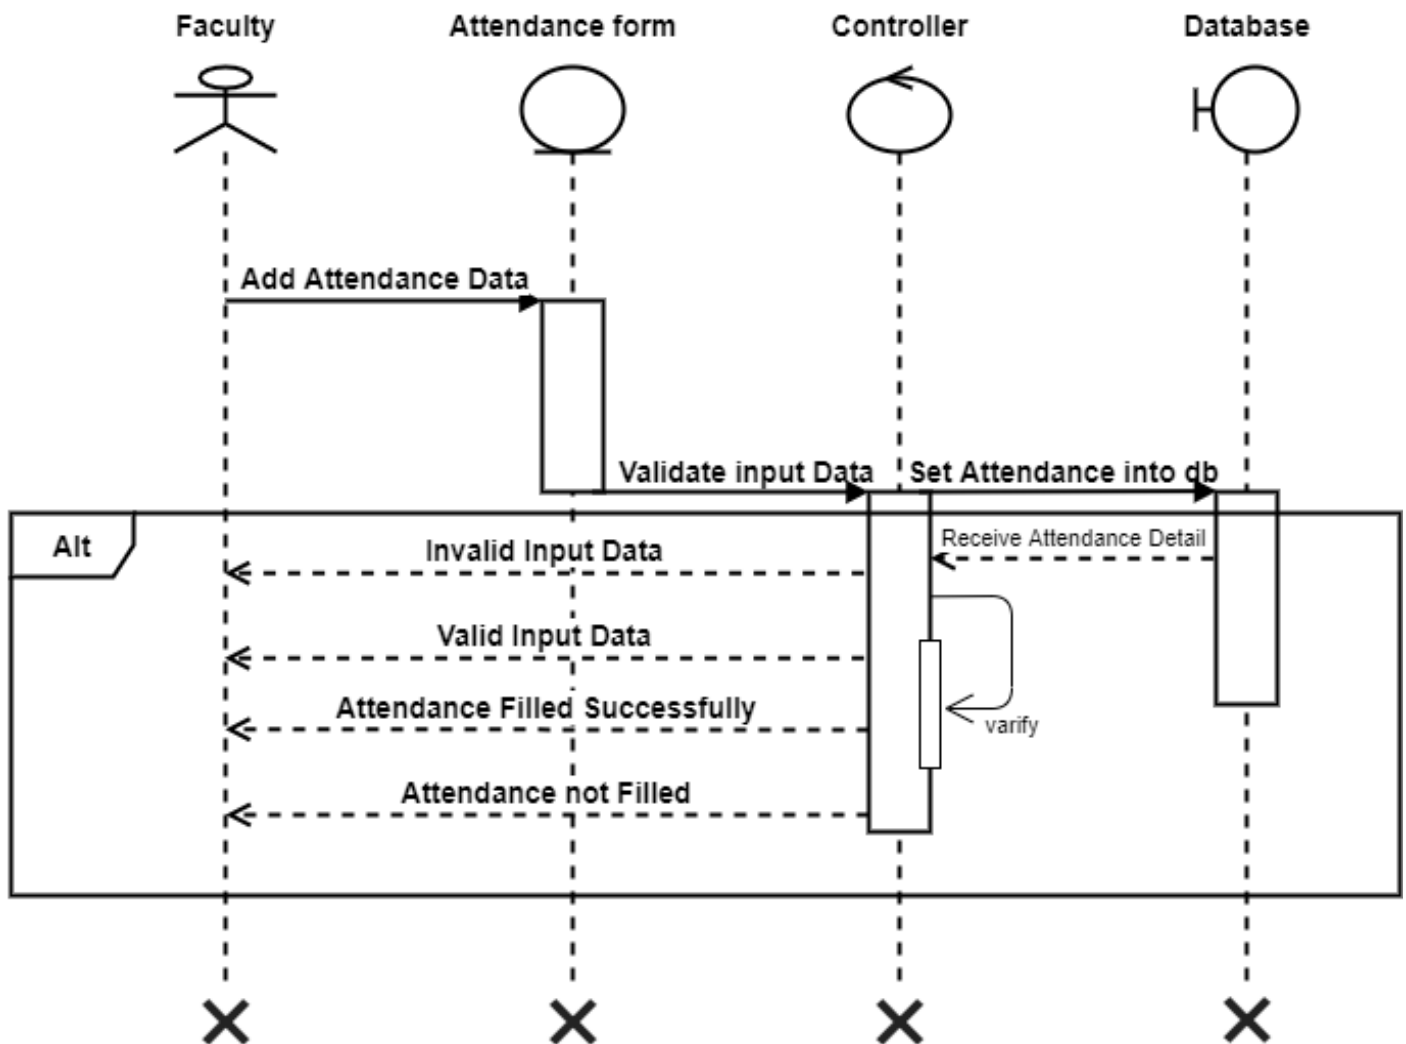 Faculty
Attendance form
Controller
Database
Add Attendance Data
Validate input Data
Set Attendance into db
Alt
Invalid Input Data
Receive Attendance Detail
Valid Input Data
Attendance Filled Successfully
varify
Attendance not Filled